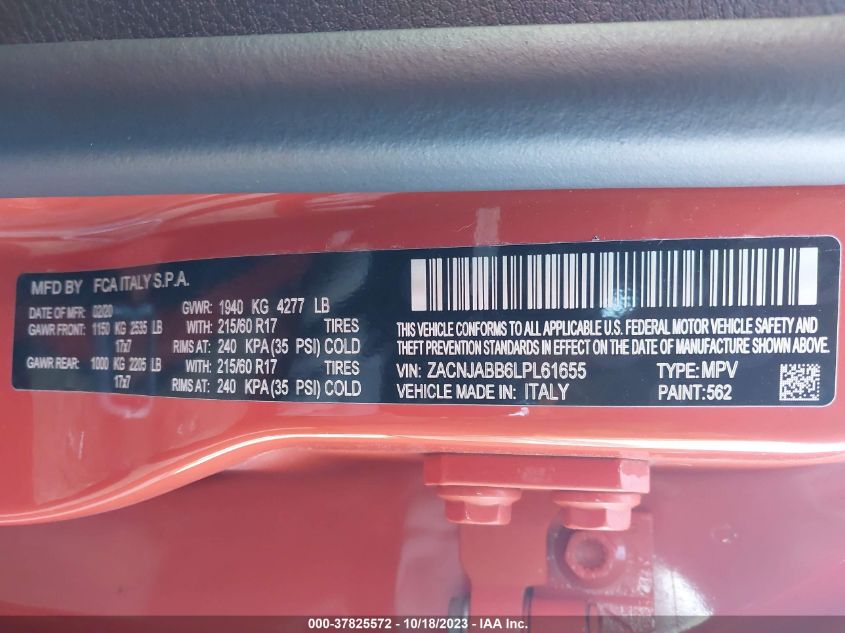 MFD BY FCA ITALY S.P.A.
DATE OF MFR: 02/20 GVWR: 1940 KG 4277 LB
GAWR FRONT: 1150 KG 2535 LB WITH: 215/60 R17 TIRES
17x7 RIMS AT: 240 KPA(35 PSI) COLD
GAWR REAR: 1000 KG 2205 LB WITH: 215/60 R17 TIRES
17x7 RIMS AT: 240 KPA(35 PSI) COLD
THIS VEHICLE CONFORMS TO ALL APPLICABLE U.S. FEDERAL MOTOR VEHICLE SAFETY AND
THEFT PREVENTION STANDARDS IN EFFECT ON THE DATE OF MANUFACTURE SHOWN ABOVE.
VIN: ZACNJABB6LPL61655 TYPE: MPV
VEHICLE MADE IN: ITALY PAINT: 562
000-37825572 - 10/18/2023 - IAA Inc.